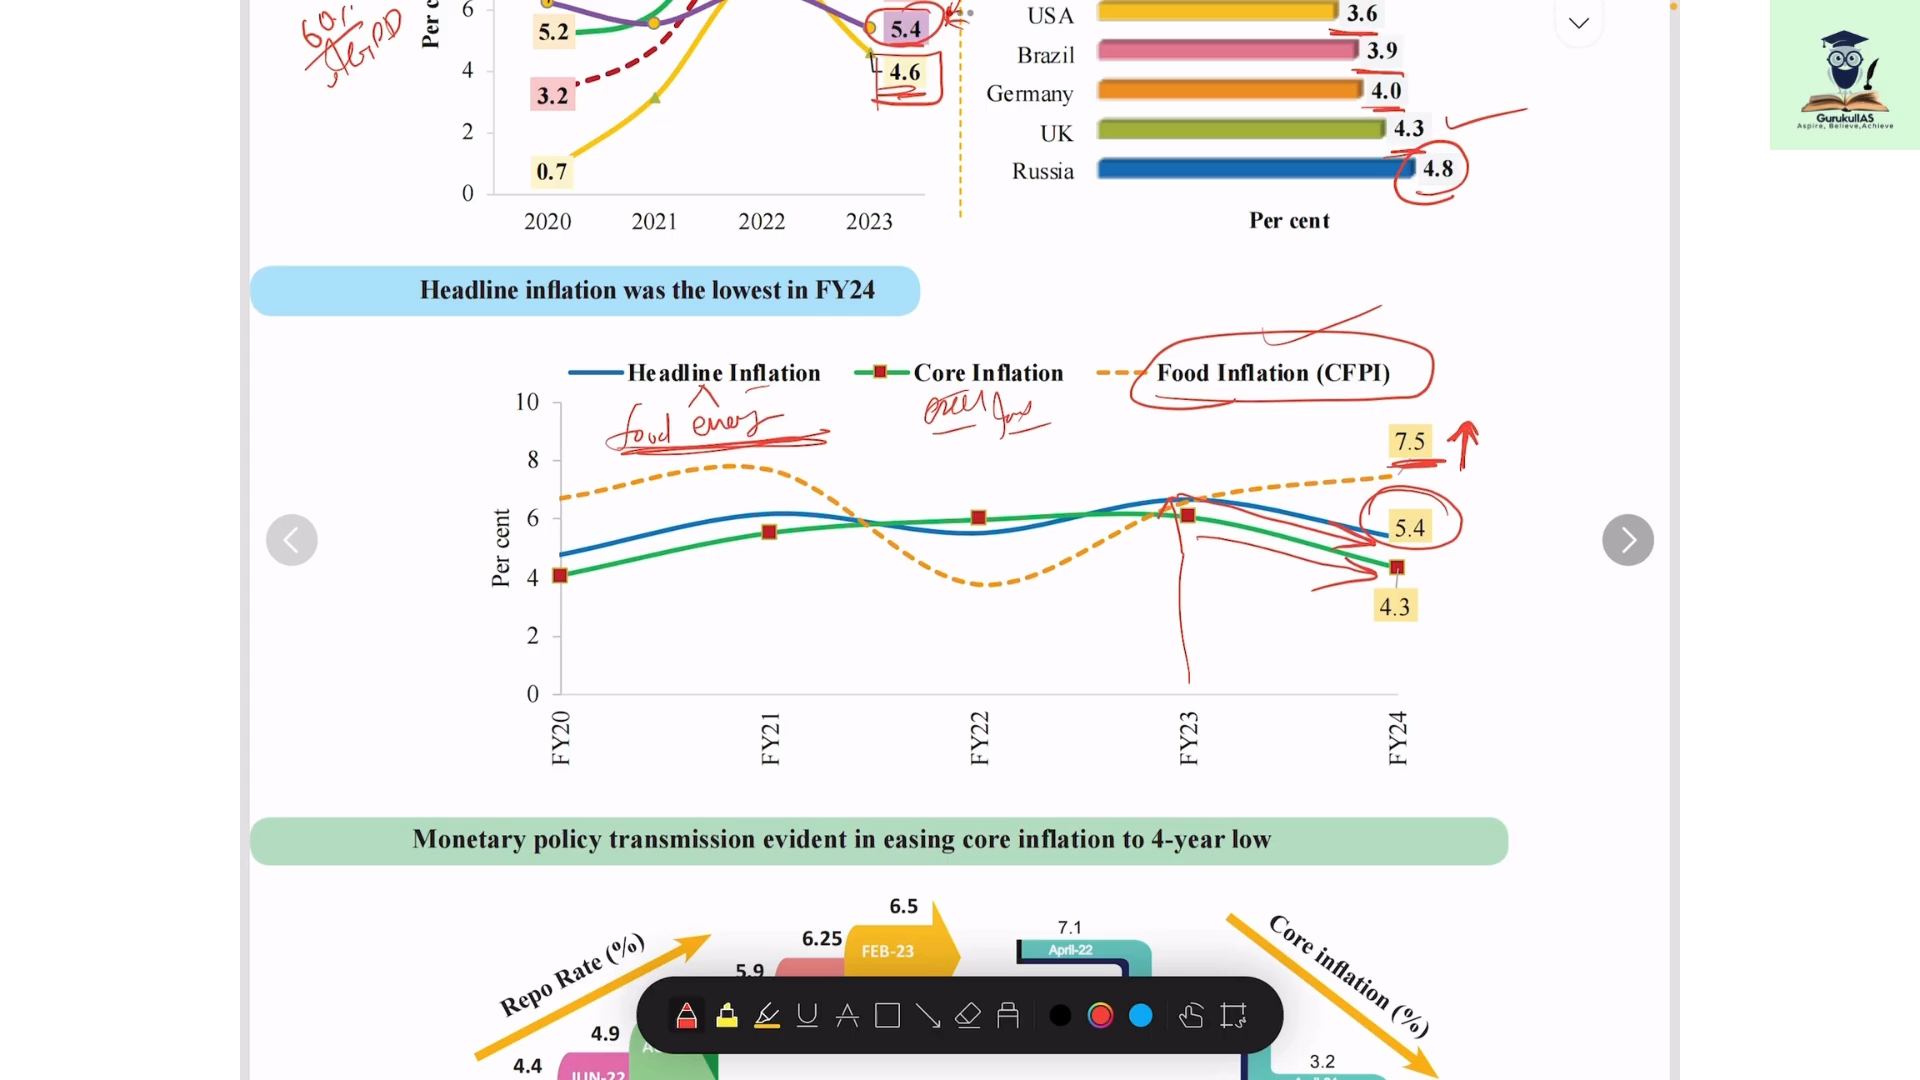 60%
GPD
Per c
6
4
2
0
5.2
3.2
0.7
5.4
4.6
2020 2021 2022 2023
USA 3.6
Brazil 3.9
Germany 4.0
UK 4.3
Russia 4.8
Per cent
GurukulIAS
Aspire, Believe,Achieve
Headline inflation was the lowest in FY24
Headline Inflation Core Inflation Food Inflation (CFPI)
food
10
8
6
4
2
0
Per cent
7.5
5.4
4.3
FY20 FY21 FY22 FY23 FY24
Monetary policy transmission evident in easing core inflation to 4-year low
Repo Rate (%)
4.4
4.9
5.9
6.25
6.5
JUN-22
FEB-23
7.1
April-22
Core inflation (%)
3.2